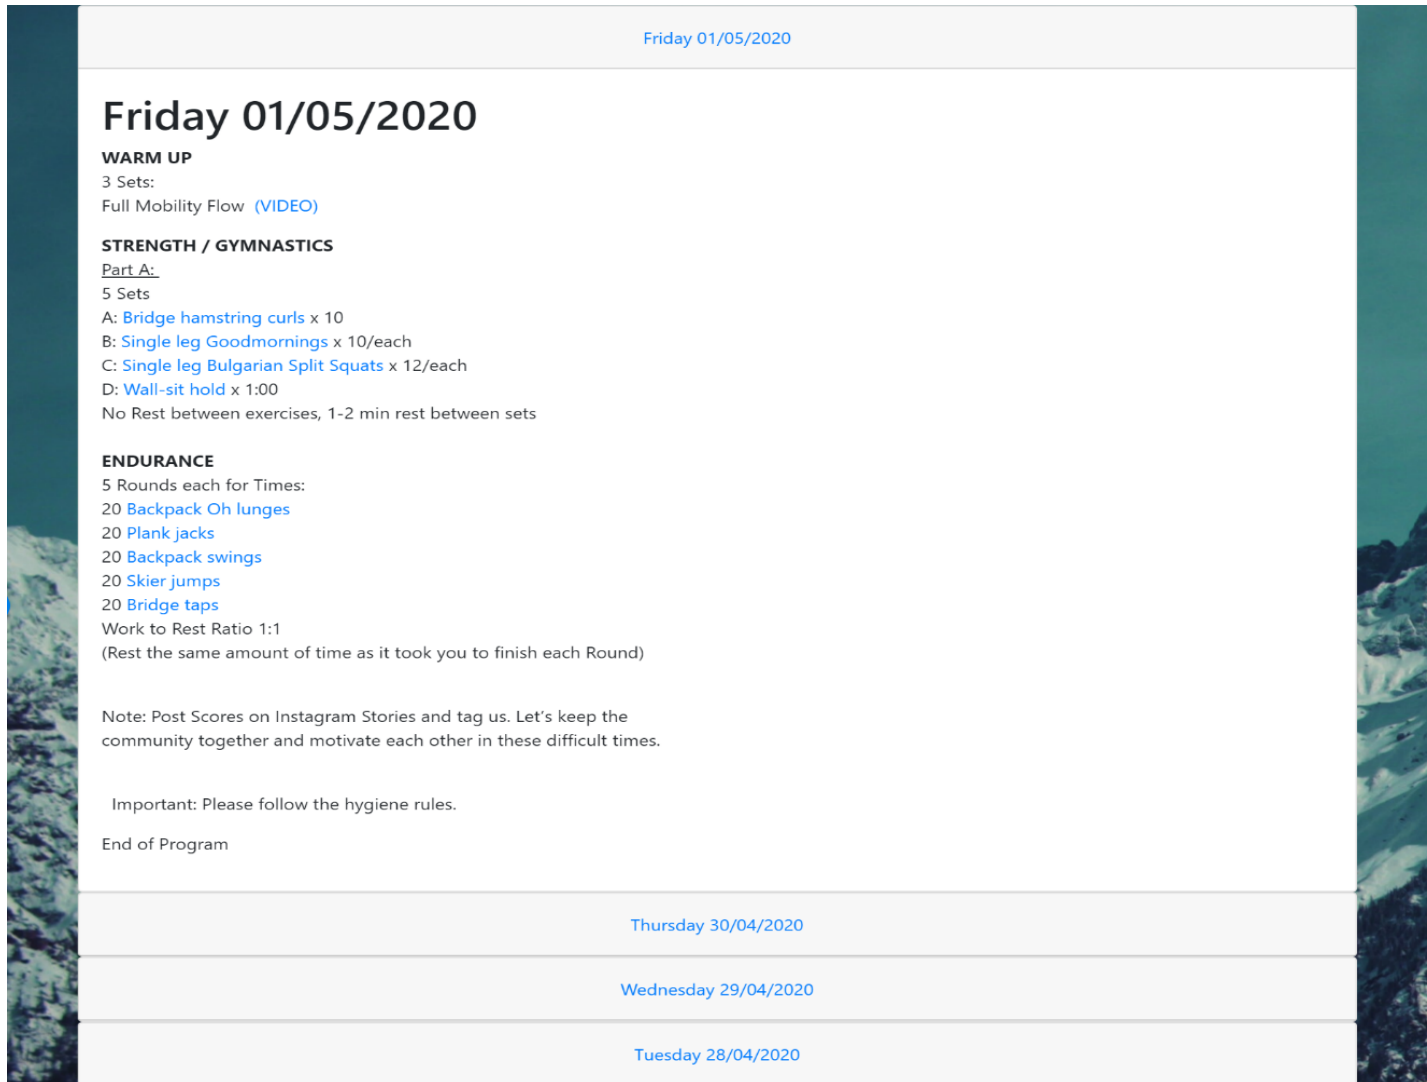 Friday 01/05/2020
Friday 01/05/2020
WARM UP
3 Sets:
Full Mobility Flow (VIDEO)
STRENGTH / GYMNASTICS
Part A:
5 Sets
A: Bridge hamstring curls x 10
B: Single leg Goodmornings x 10/each
C: Single leg Bulgarian Split Squats x 12/each
D: Wall-sit hold x 1:00
No Rest between exercises, 1-2 min rest between sets
ENDURANCE
5 Rounds each for Times:
20 Backpack Oh lunges
20 Plank jacks
20 Backpack swings
20 Skier jumps
20 Bridge taps
Work to Rest Ratio 1:1
(Rest the same amount of time as it took you to finish each Round)
Note: Post Scores on Instagram Stories and tag us. Let's keep the
community together and motivate each other in these difficult times.
Important: Please follow the hygiene rules.
End of Program
Thursday 30/04/2020
Wednesday 29/04/2020
Tuesday 28/04/2020